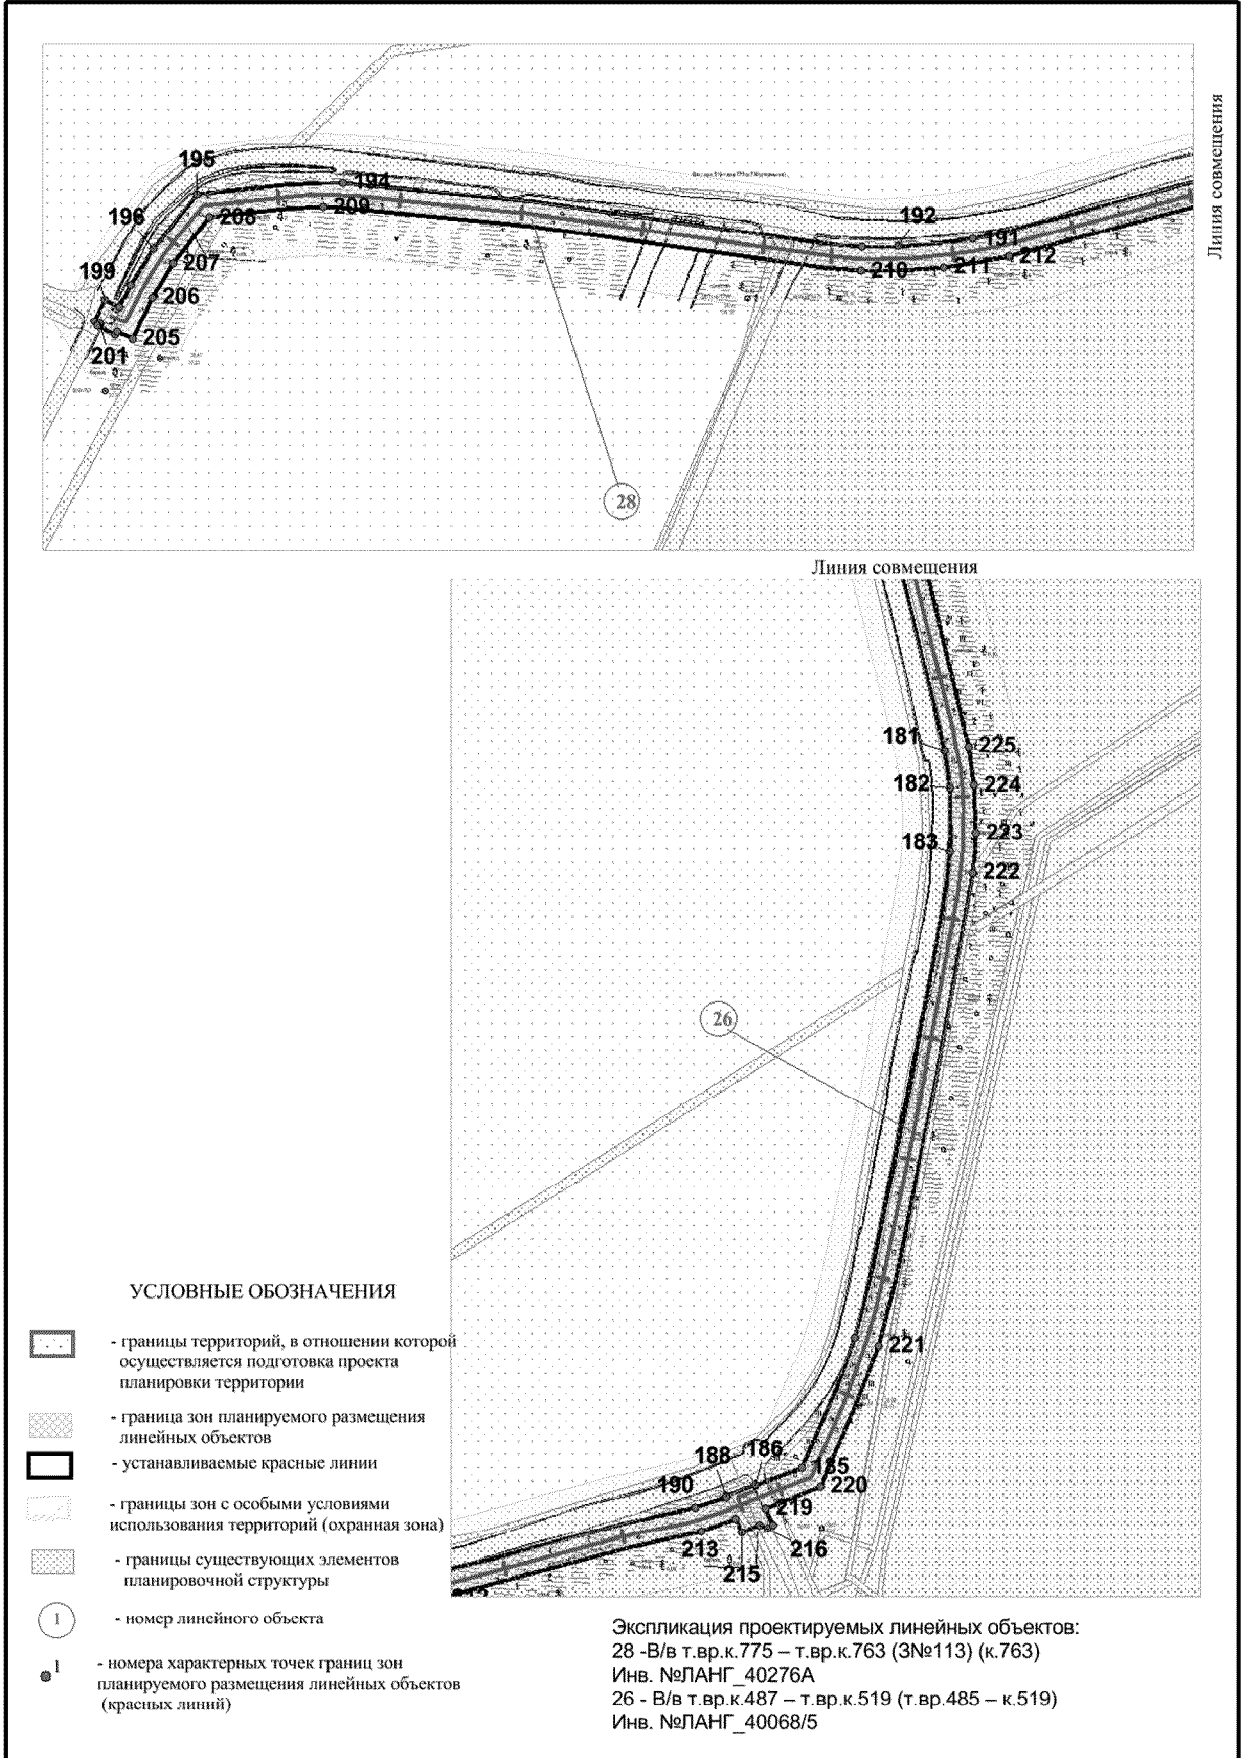 Линия совмещения
195
194
196
208
209
192
191
199
207
212
210
211
206
205
201
28
Линия совмещения
181
225
182
224
183
223
222
26
221
186
188
185
190
220
219
213
216
215
УСЛОВНЫЕ ОБОЗНАЧЕНИЯ
- границы территорий, в отношении которой
осуществляется подготовка проекта
планировки территории
- граница зон планируемого размещения
линейных объектов
- устанавливаемые красные линии
- границы зон с особыми условиями
использования территорий (охранная зона)
- границы существующих элементов
планировочной структуры
1
- номер линейного объекта
1
- номера характерных точек границ зон
планируемого размещения линейных объектов
(красных линий)
Экспликация проектируемых линейных объектов:
28 -В/в т.вр.к.775 – т.вр.к.763 (3№113) (к.763)
Инв. №ЛАНГ_40276А
26 - В/в т.вр.к.487 – т.вр.к.519 (т.вр.485 – к.519)
Инв. №ЛАНГ_40068/5